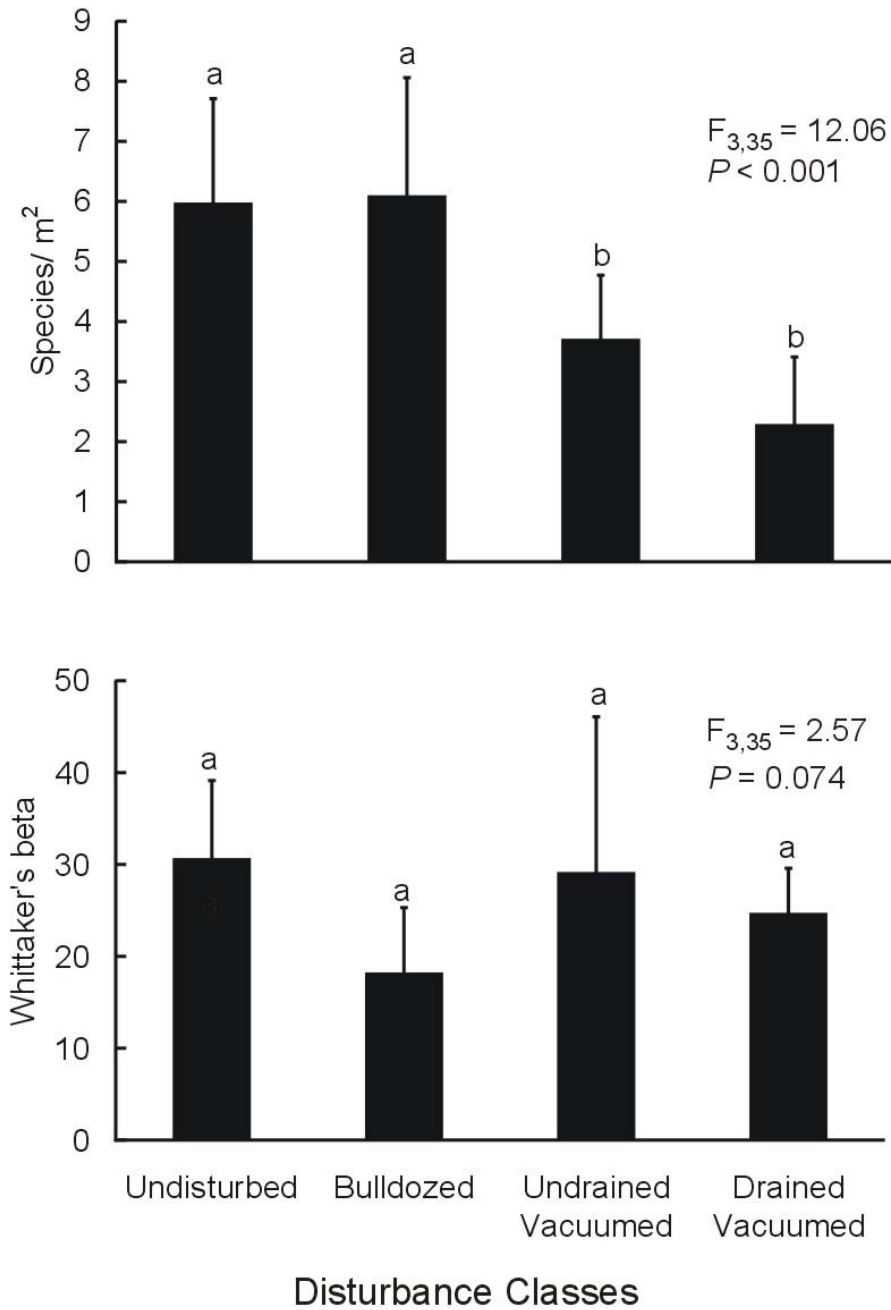 9
8
7
6
5
4
3
2
1
0
Species/ m²
a
a
b
b
F3,35 = 12.06
P < 0.001
50
40
30
20
10
0
Whittaker's beta
a
a
a
a
a
F3,35 = 2.57
P = 0.074
Undisturbed
Bulldozed
Undrained
Vacuumed
Drained
Vacuumed
Disturbance Classes